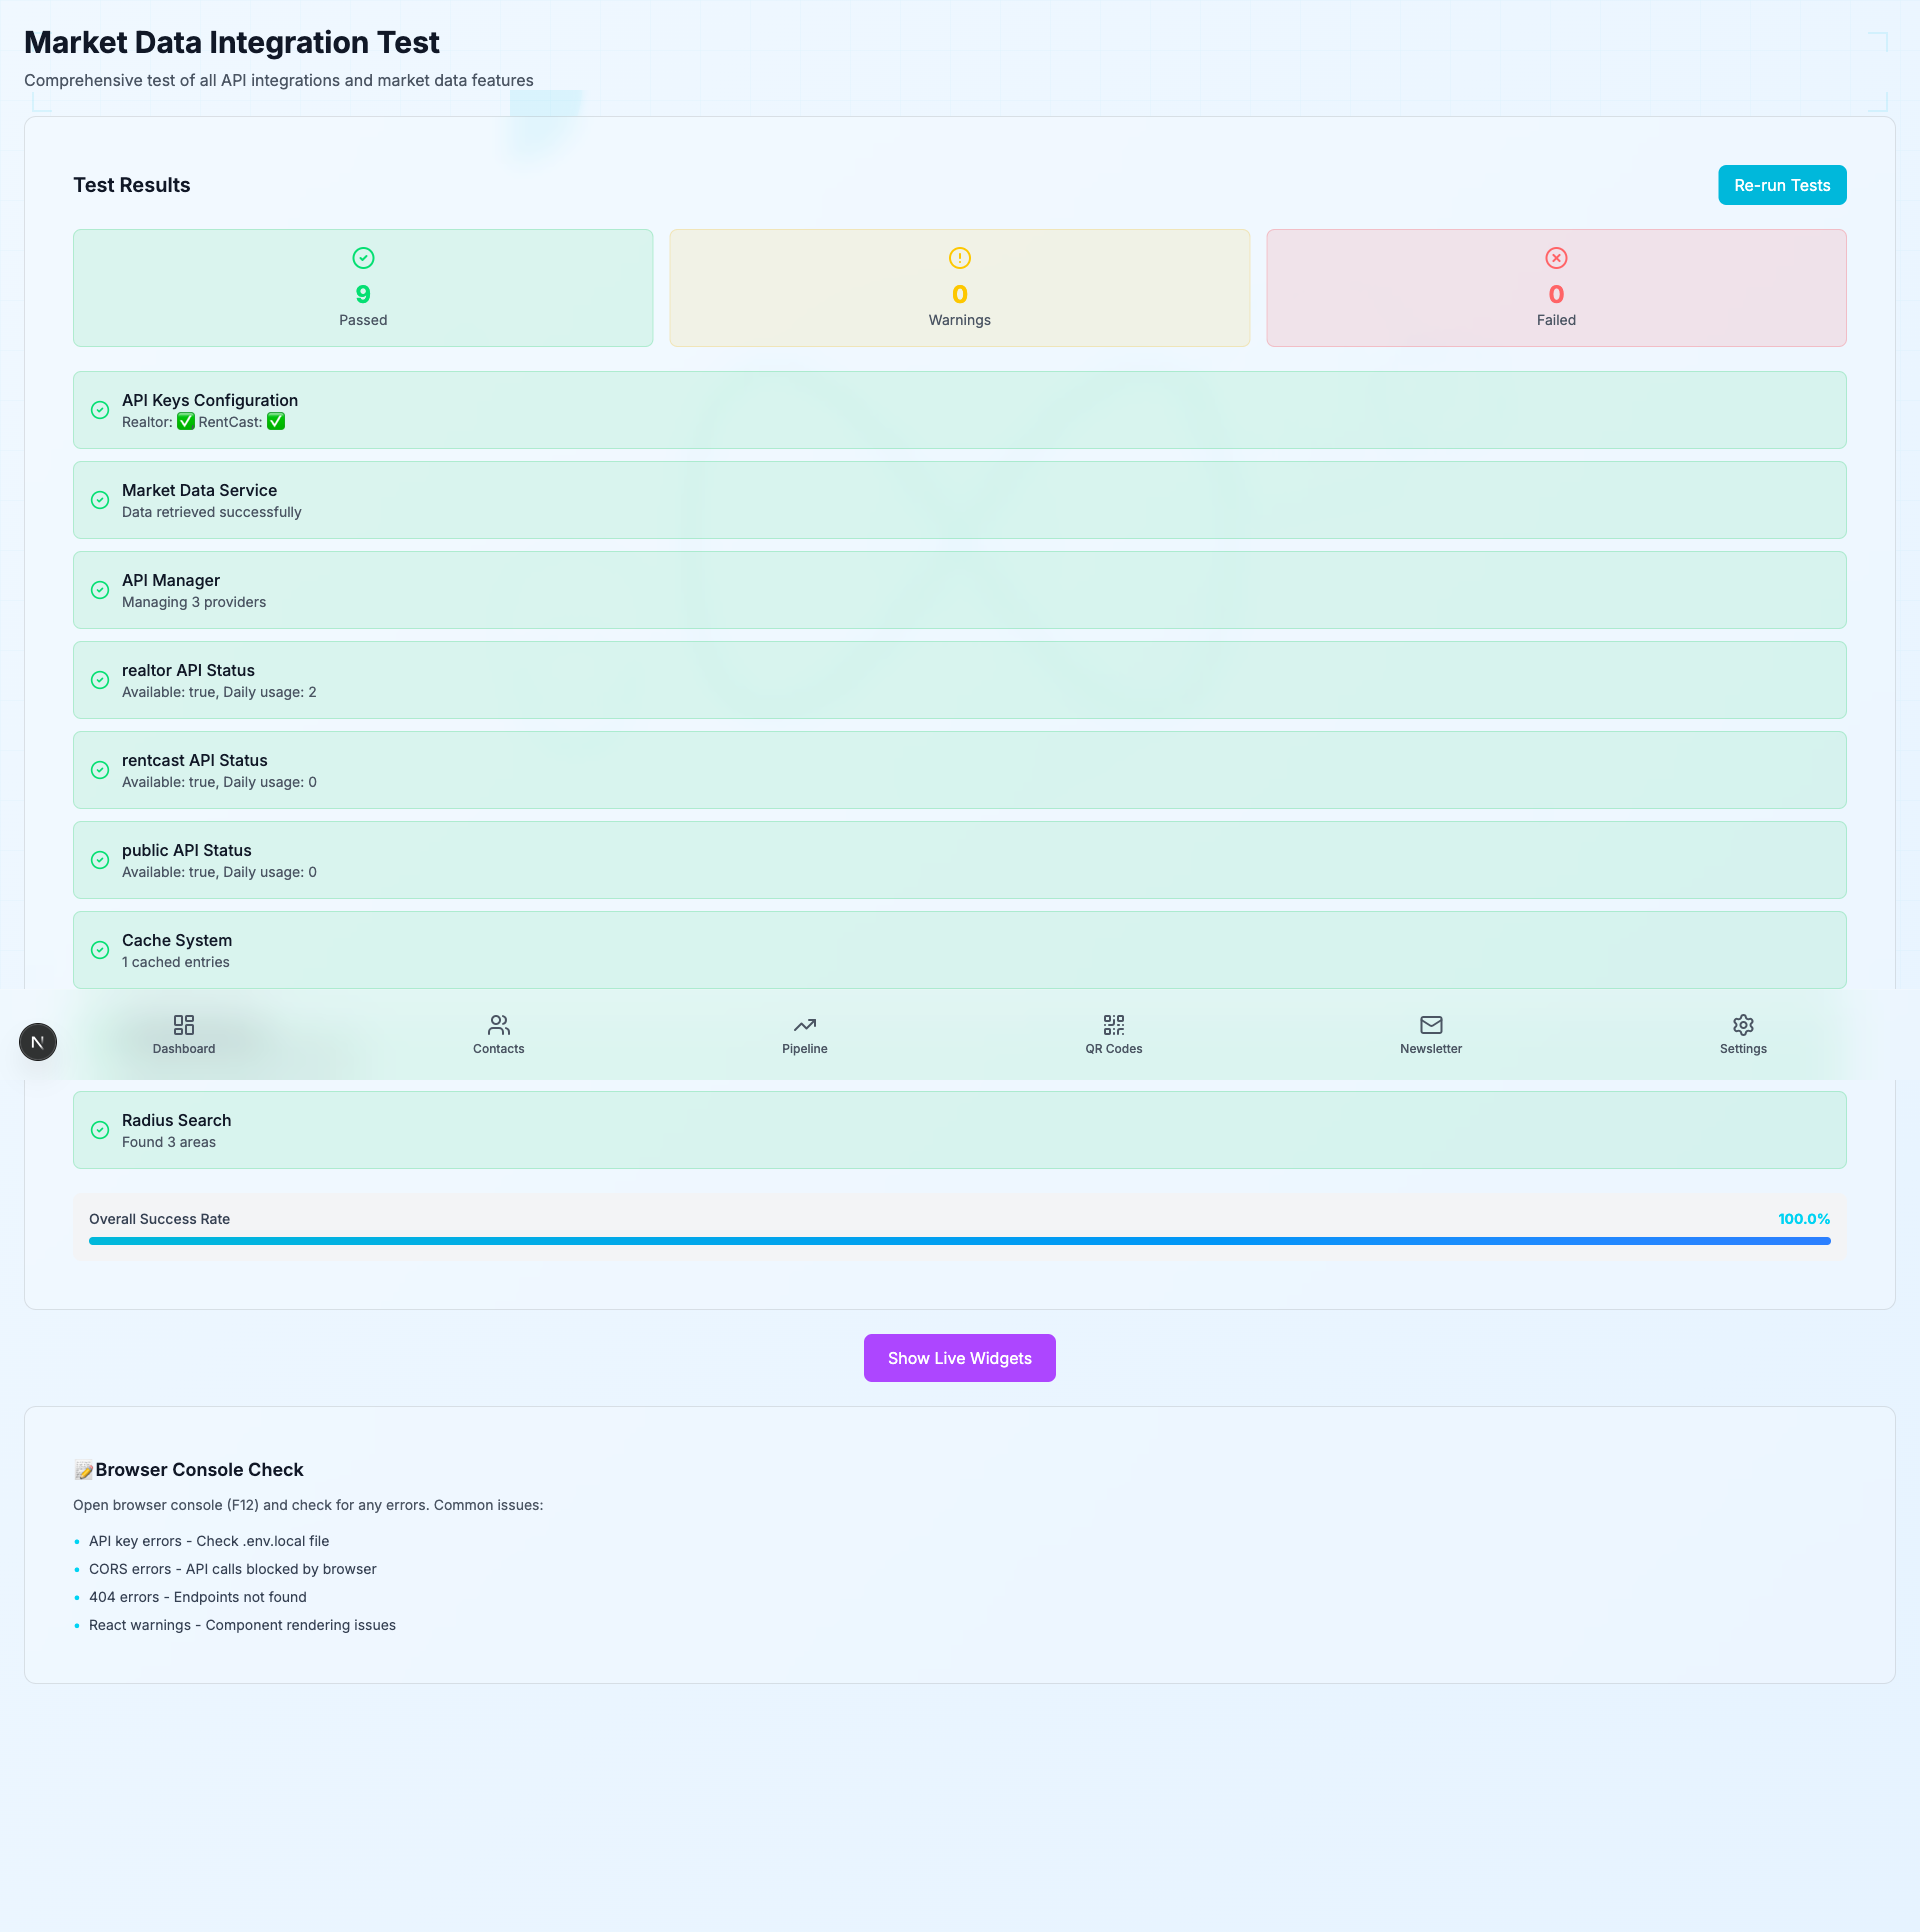 Market Data Integration Test
Comprehensive test of all API integrations and market data features
Test Results
Re-run Tests
9
Passed
0
Warnings
0
Failed
API Keys Configuration
Realtor: ✅ RentCast: ✅
Market Data Service
Data retrieved successfully
API Manager
Managing 3 providers
realtor API Status
Available: true, Daily usage: 2
rentcast API Status
Available: true, Daily usage: 0
public API Status
Available: true, Daily usage: 0
Cache System
1 cached entries
N
Dashboard
Contacts
Pipeline
QR Codes
Newsletter
Settings
Radius Search
Found 3 areas
Overall Success Rate
100.0%
Show Live Widgets
📝Browser Console Check
Open browser console (F12) and check for any errors. Common issues:
• API key errors - Check .env.local file
• CORS errors - API calls blocked by browser
• 404 errors - Endpoints not found
• React warnings - Component rendering issues